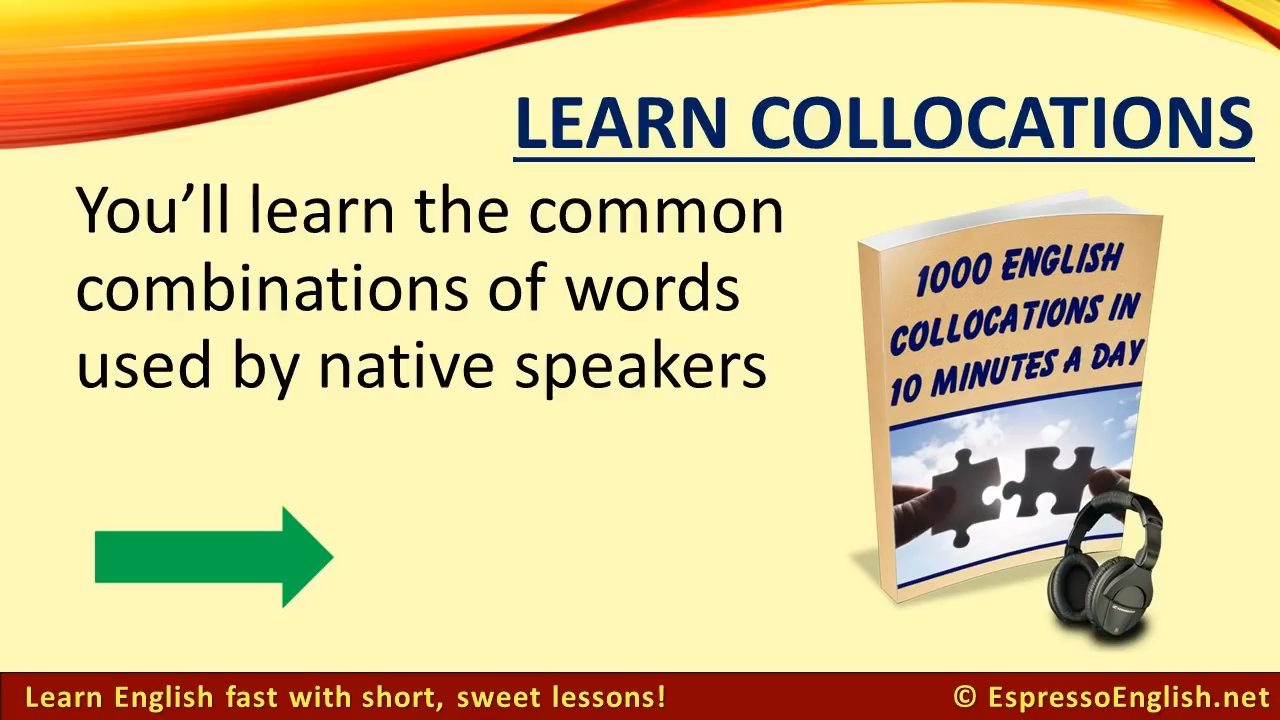 LEARN COLLOCATIONS
You’ll learn the common
combinations of words
used by native speakers
1000 ENGLISH
COLLOCATIONS IN
10 MINUTES A DAY
Learn English fast with short, sweet lessons!
© EspressoEnglish.net